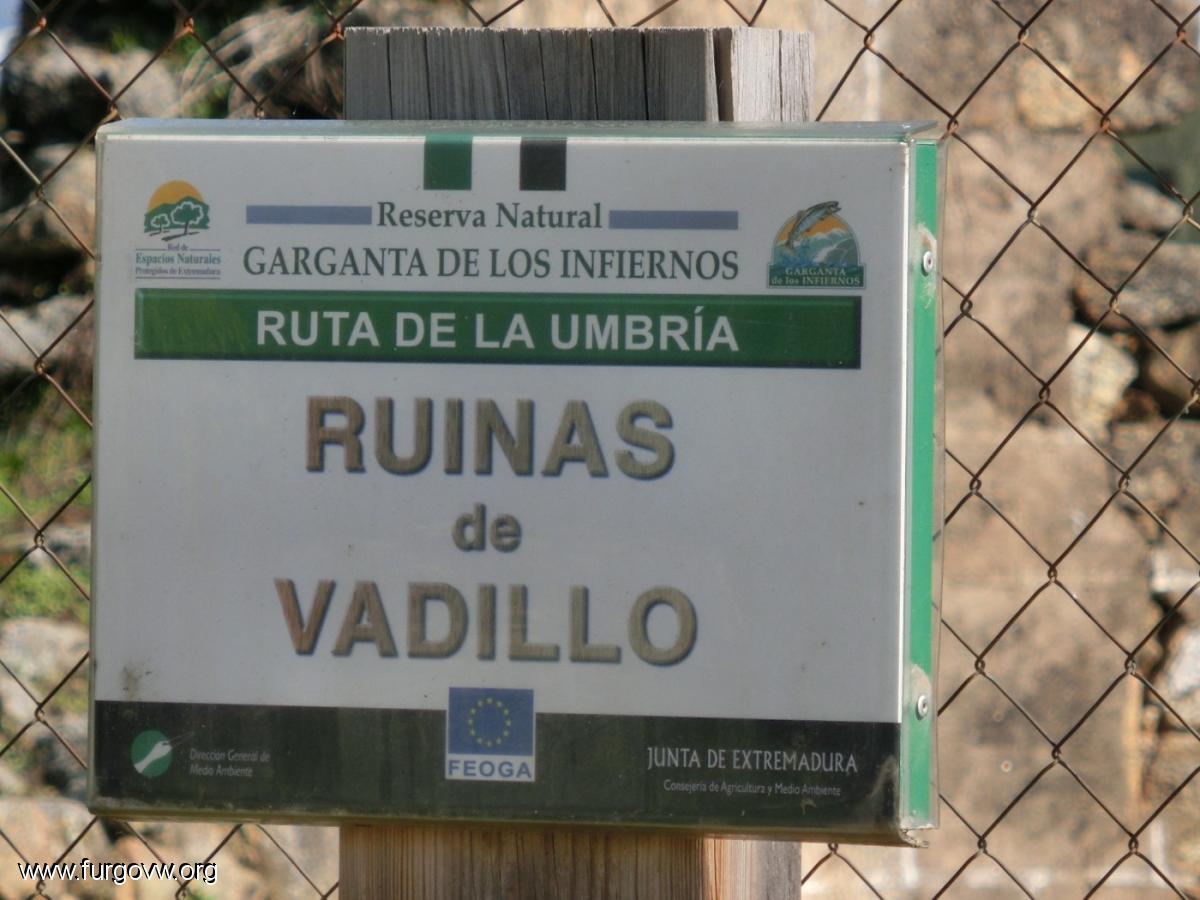 Reserva Natural
GARGANTA DE LOS INFIERNOS
Red de
Espacios Naturales
Protegidos de Extremadura
GARGANTA
de los INFIERNOS
RUTA DE LA UMBRÍA
RUINAS
de
VADILLO
Dirección General de
Medio Ambiente
FEOGA
JUNTA DE EXTREMADURA
Consejería de Agricultura y Medio Ambiente
www.furgovw.org